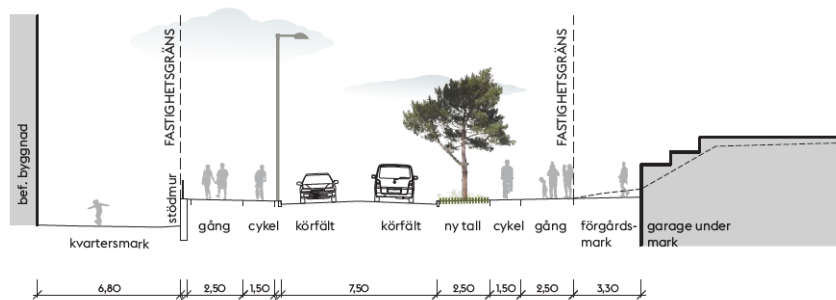 FASTIGHETSGRÄNS
FASTIGHETSGRÄNS
bef. byggnad
stödmur
gång
cykel
körfält
körfält
ny tall
cykel
gång
förgårds-
mark
garage under
mark
kvartersmark
6,80
2,50
1,50
7,50
2,50
1,50
2,50
3,30